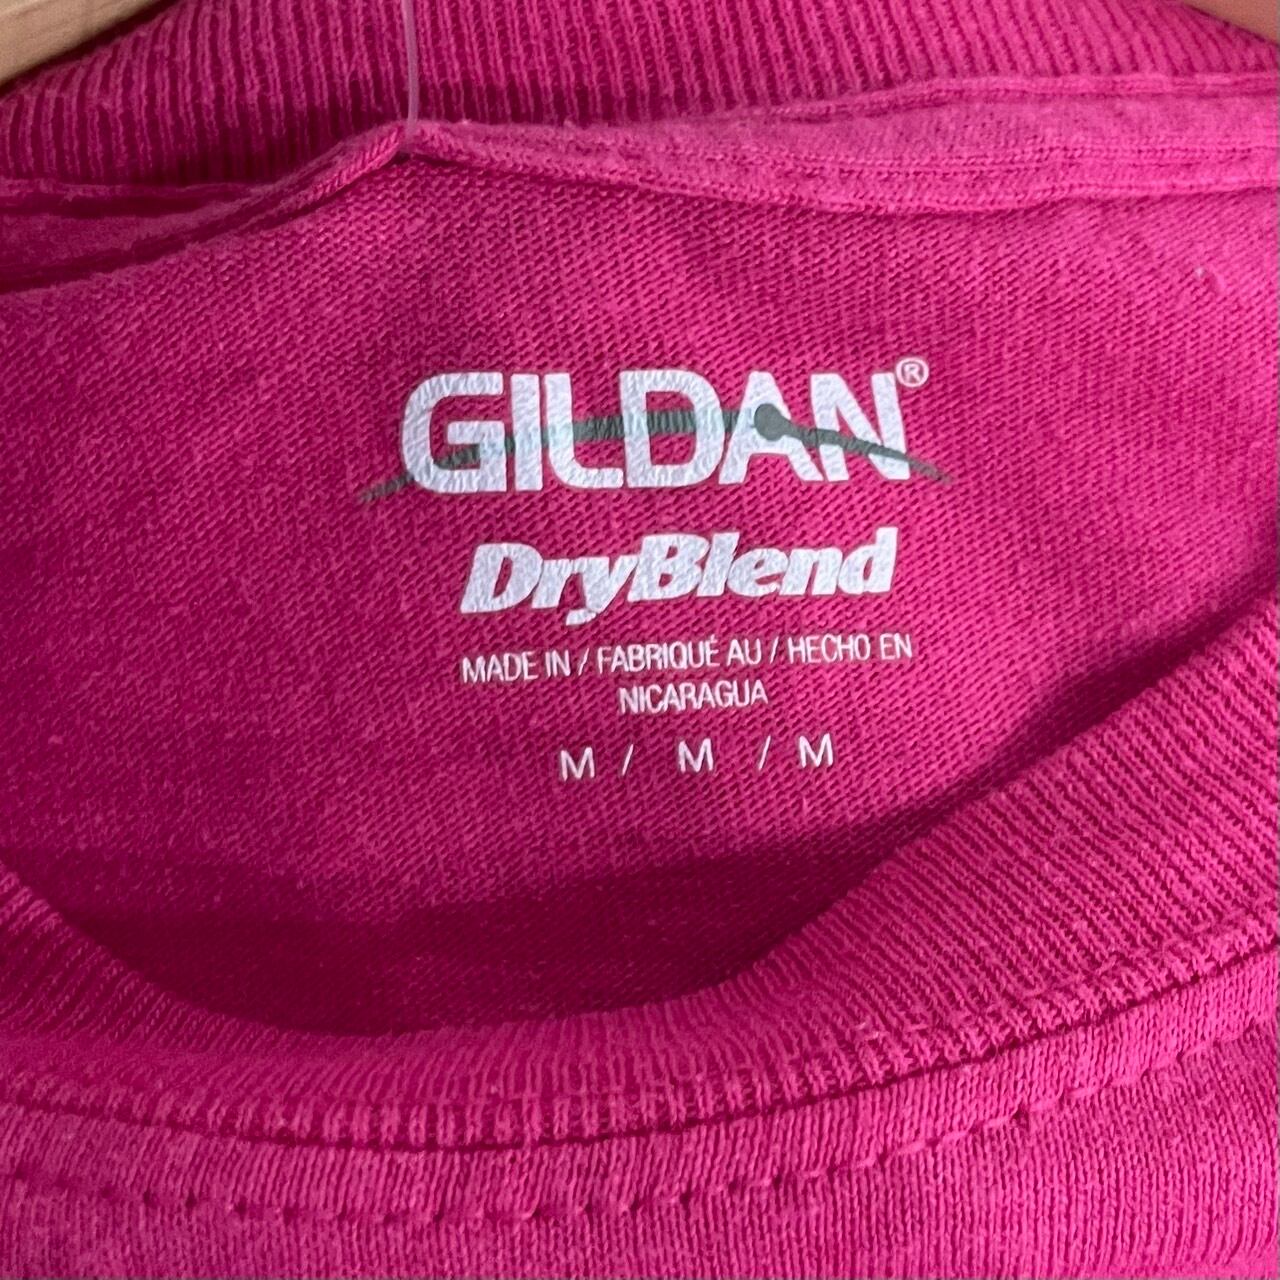 GILDAN®
DryBlend
MADE IN / FABRIQUÉ AU / HECHO EN
NICARAGUA
M / M / M